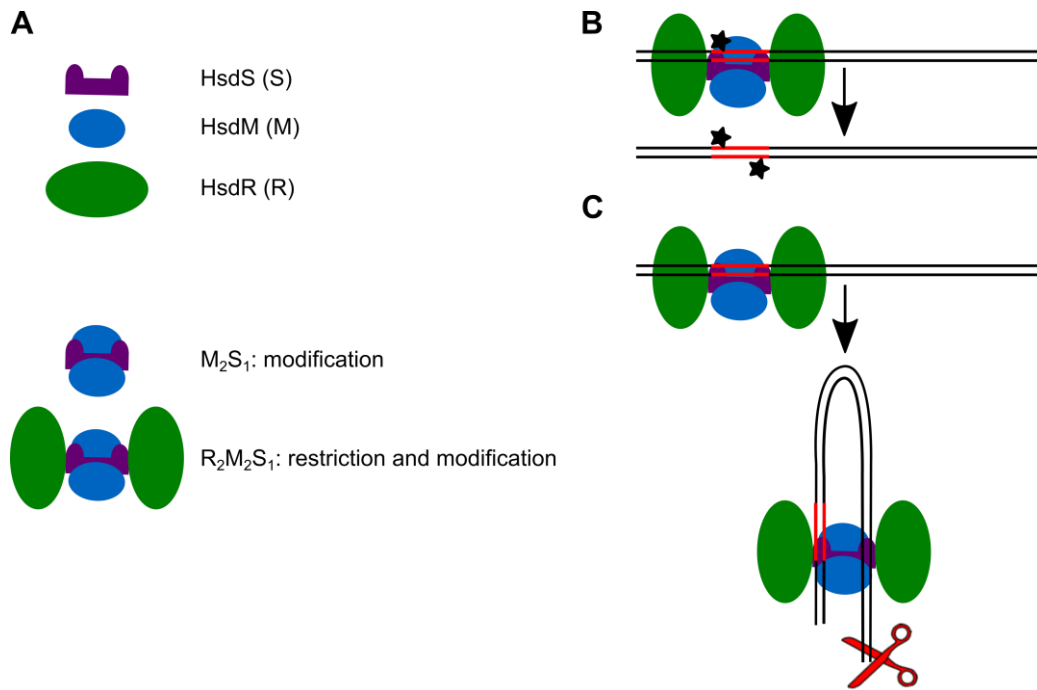 A
HsdS (S)
HsdM (M)
HsdR (R)
M₂S₁: modification
R₂M₂S₁: restriction and modification
B
C